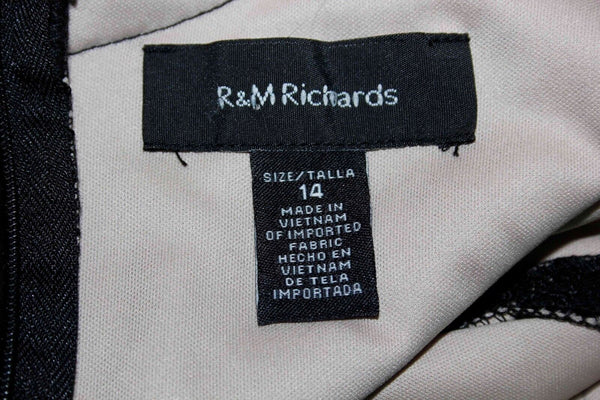 R&M Richards
SIZE/TALLA
14
MADE IN
VIETNAM
OF IMPORTED
FABRIC
HECHO EN
VIETNAM
DE TELA
IMPORTADA